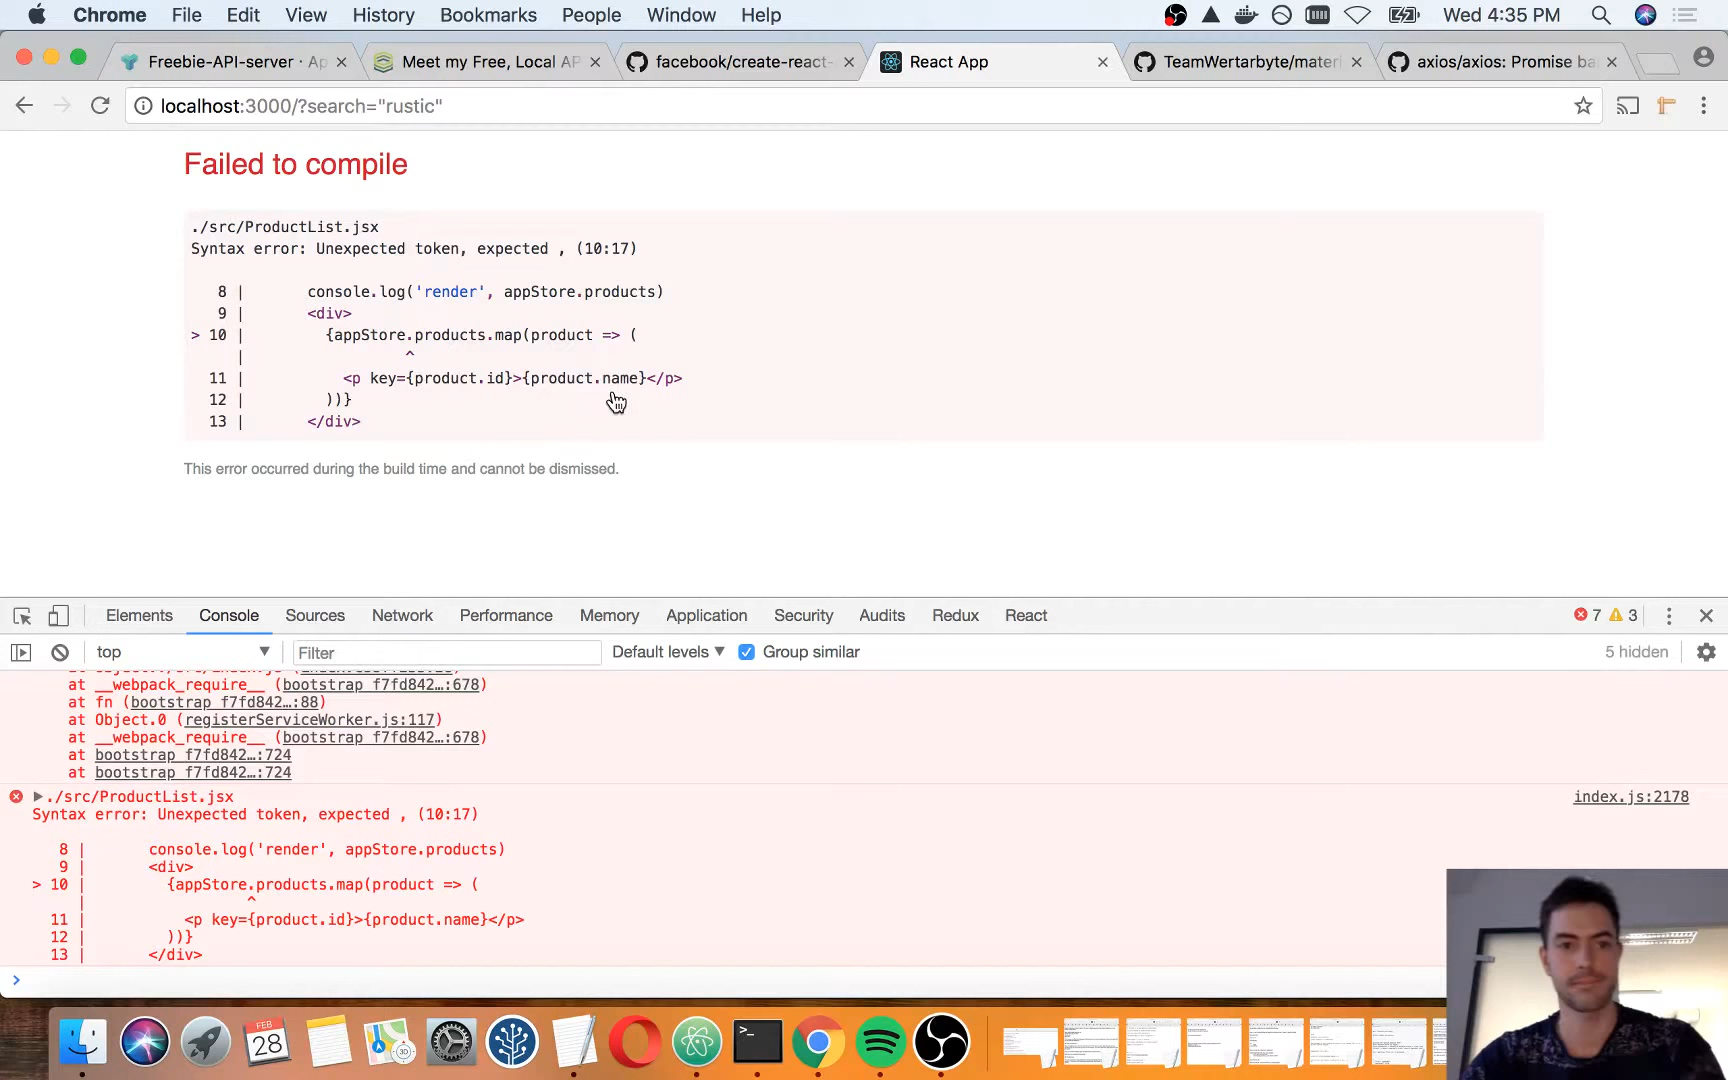 Chrome File Edit View History Bookmarks People Window Help Wed 4:35 PM
Freebie-API-server · Ap Meet my Free, Local AP facebook/create-react- React App TeamWertarbyte/materi axios/axios: Promise ba
localhost:3000/?search="rustic"
Failed to compile
./src/ProductList.jsx
Syntax error: Unexpected token, expected , (10:17)
8 | console.log('render', appStore.products)
9 | <div>
> 10 | {appStore.products.map(product => (
| ^
11 | <p key={product.id}>{product.name}</p>
12 | ))}
13 | </div>
This error occurred during the build time and cannot be dismissed.
Elements Console Sources Network Performance Memory Application Security Audits Redux React 7 3
top Filter Default levels Group similar 5 hidden
at __webpack_require__ (bootstrap f7fd842…:678)
at fn (bootstrap f7fd842…:88)
at Object.0 (registerServiceWorker.js:117)
at __webpack_require__ (bootstrap f7fd842…:678)
at bootstrap f7fd842…:724
at bootstrap f7fd842…:724
./src/ProductList.jsx index.js:2178
Syntax error: Unexpected token, expected , (10:17)
8 | console.log('render', appStore.products)
9 | <div>
> 10 | {appStore.products.map(product => (
| ^
11 | <p key={product.id}>{product.name}</p>
12 | ))}
13 | </div>
>
FEB
28
3D
>_